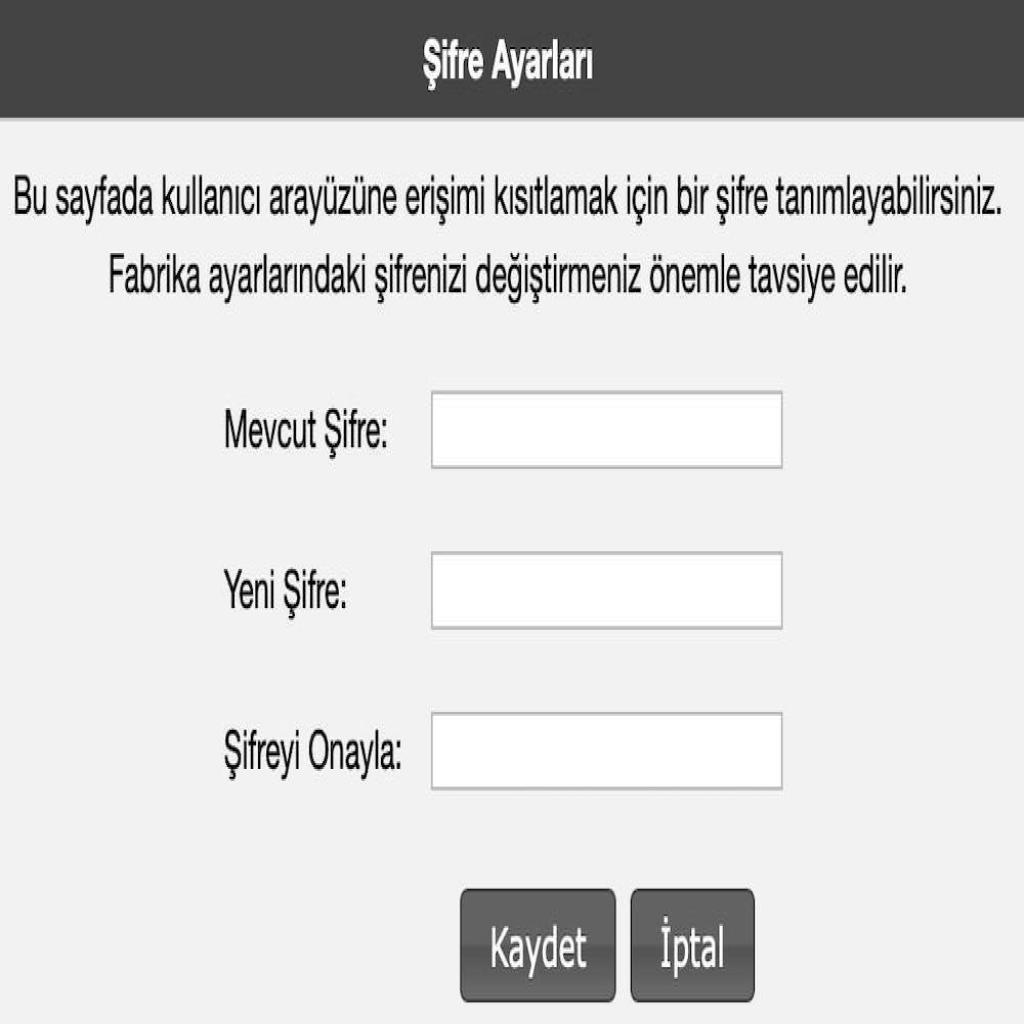 Şifre Ayarları
Bu sayfada kullanıcı arayüzüne erişimi kısıtlamak için bir şifre tanımlayabilirsiniz.
Fabrika ayarlarındaki şifrenizi değiştirmeniz önemle tavsiye edilir.
Mevcut Şifre:
Yeni Şifre:
Şifreyi Onayla:
Kaydet İptal